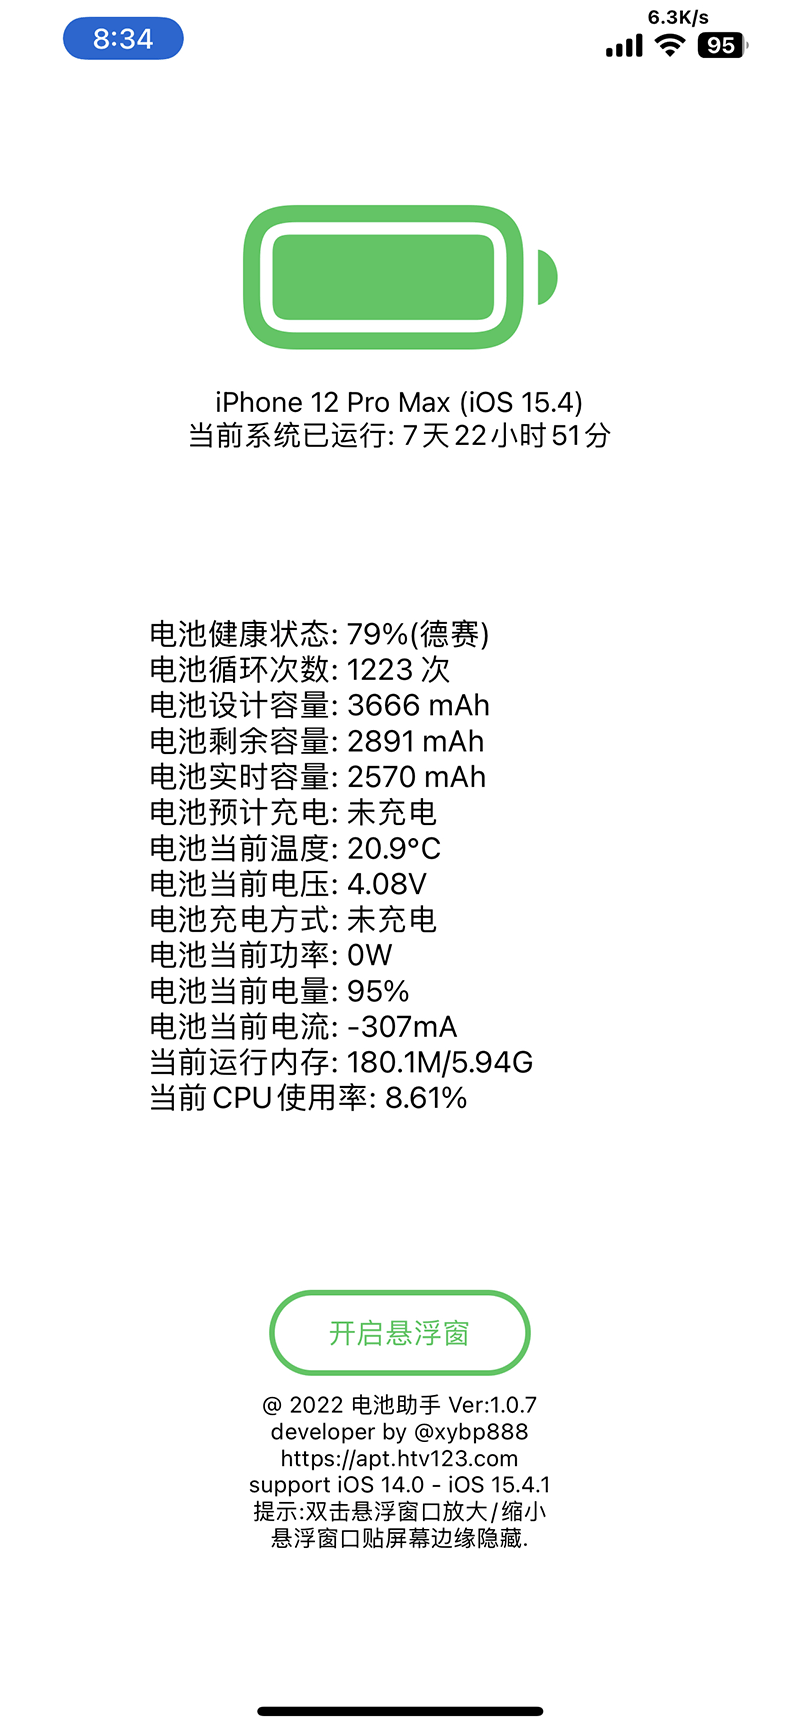 6.3K/s
8:34
95
iPhone 12 Pro Max (iOS 15.4)
当前系统已运行: 7天22小时51分
电池健康状态: 79%(德赛)
电池循环次数: 1223 次
电池设计容量: 3666 mAh
电池剩余容量: 2891 mAh
电池实时容量: 2570 mAh
电池预计充电: 未充电
电池当前温度: 20.9°C
电池当前电压: 4.08V
电池充电方式: 未充电
电池当前功率: 0W
电池当前电量: 95%
电池当前电流: -307mA
当前运行内存: 180.1M/5.94G
当前CPU使用率: 8.61%
开启悬浮窗
@ 2022 电池助手 Ver:1.0.7
developer by @xybp888
https://apt.htv123.com
support iOS 14.0 - iOS 15.4.1
提示:双击悬浮窗口放大/缩小
悬浮窗口贴屏幕边缘隐藏.